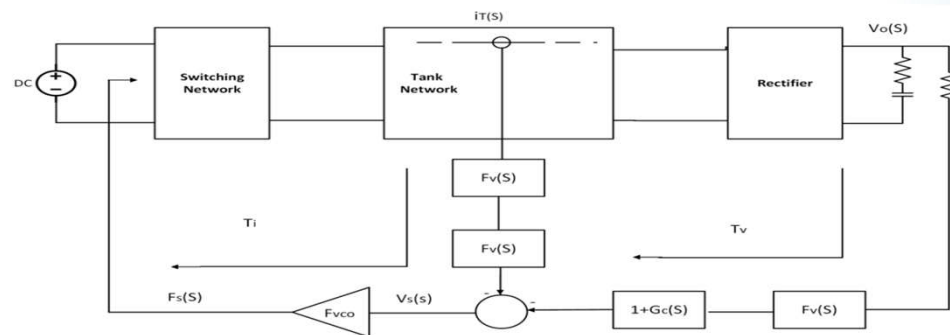 iT(S)
Vo(S)
DC
+
-
Switching
Network
Tank
Network
Rectifier
Fv(S)
Ti
Fv(S)
Tv
Fs(S)
Fvco
Vs(s)
-
-
1+Gc(S)
Fv(S)